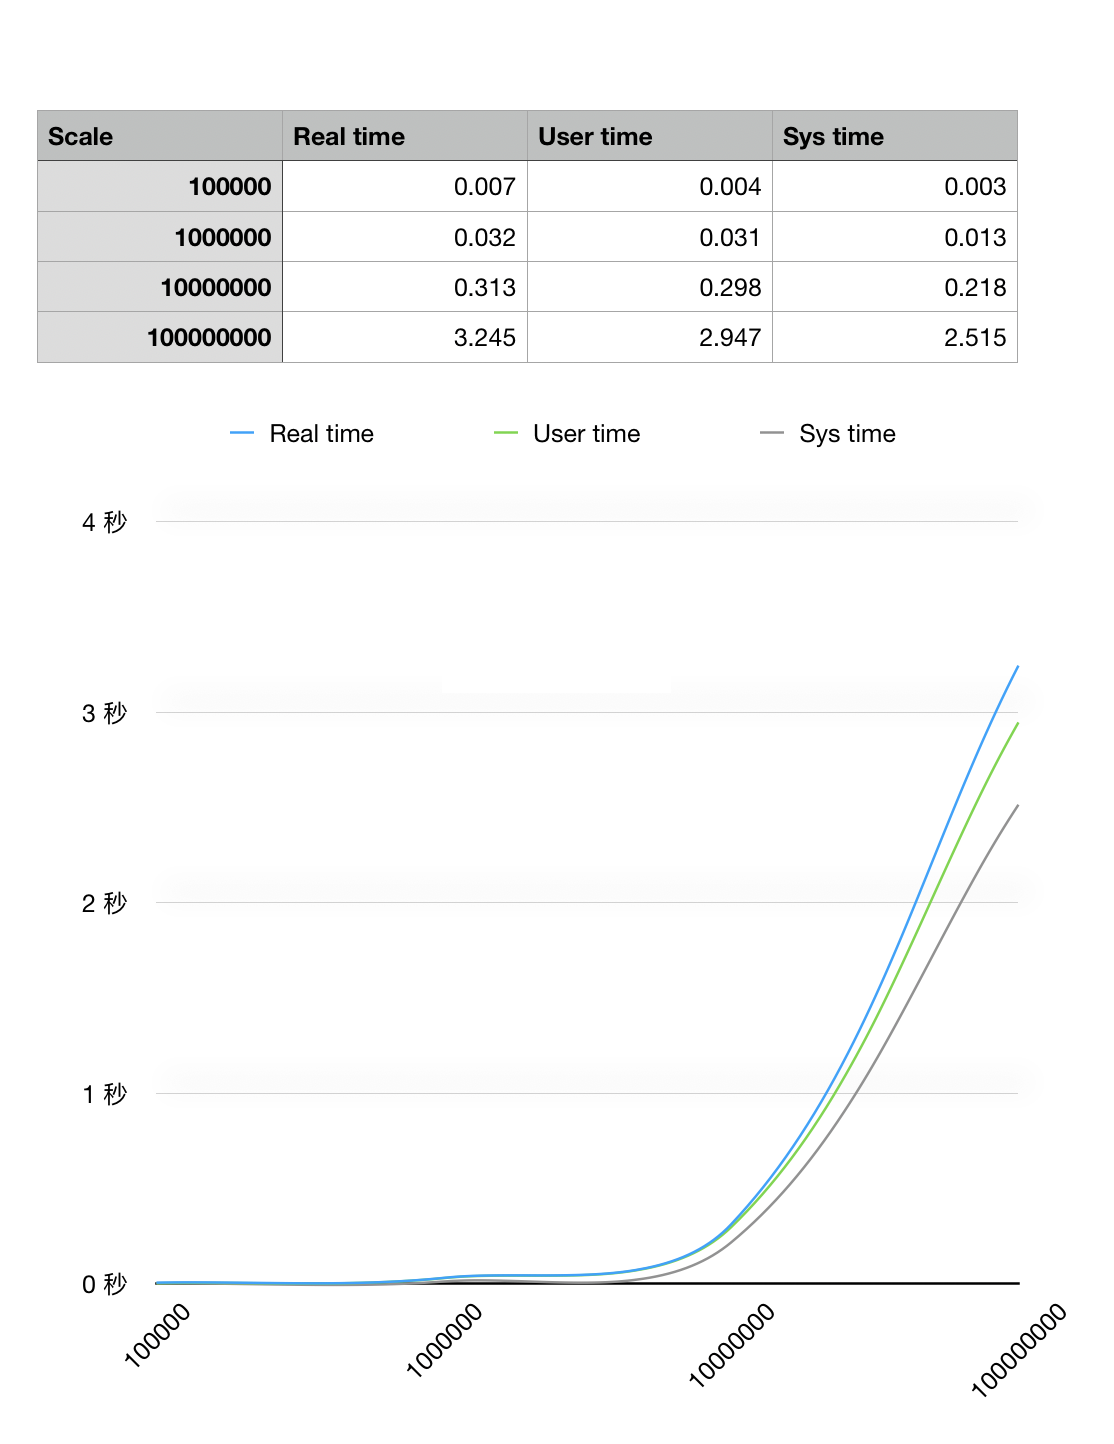 Scale Real time User time Sys time
100000 0.007 0.004 0.003
1000000 0.032 0.031 0.013
10000000 0.313 0.298 0.218
100000000 3.245 2.947 2.515
Real time User time Sys time
4 秒
3 秒
2 秒
1 秒
0 秒
100000 1000000 10000000 100000000